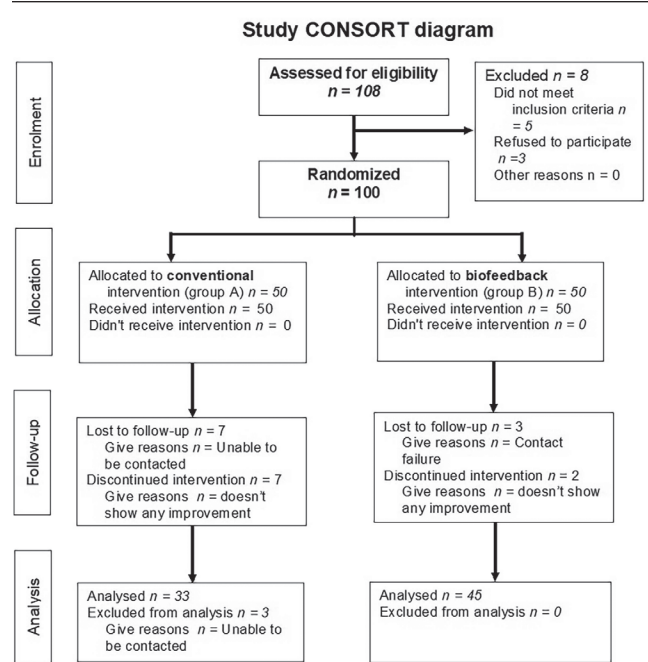 Study CONSORT diagram
Enrolment
Assessed for eligibility
n = 108
Excluded n = 8
Did not meet
inclusion criteria n
= 5
Refused to participate
n =3
Other reasons n = 0
Randomized
n = 100
Allocation
Allocated to conventional
intervention (group A) n = 50
Received intervention n = 50
Didn't receive intervention n = 0
Allocated to biofeedback
intervention (group B) n = 50
Received intervention n = 50
Didn't receive intervention n = 0
Follow-up
Lost to follow-up n = 7
Give reasons n = Unable to
be contacted
Discontinued intervention n = 7
Give reasons n = doesn't
show any improvement
Lost to follow-up n = 3
Give reasons n = Contact
failure
Discontinued intervention n = 2
Give reasons n = doesn't show
any improvement
Analysis
Analysed n = 33
Excluded from analysis n = 3
Give reasons n = Unable to
be contacted
Analysed n = 45
Excluded from analysis n = 0